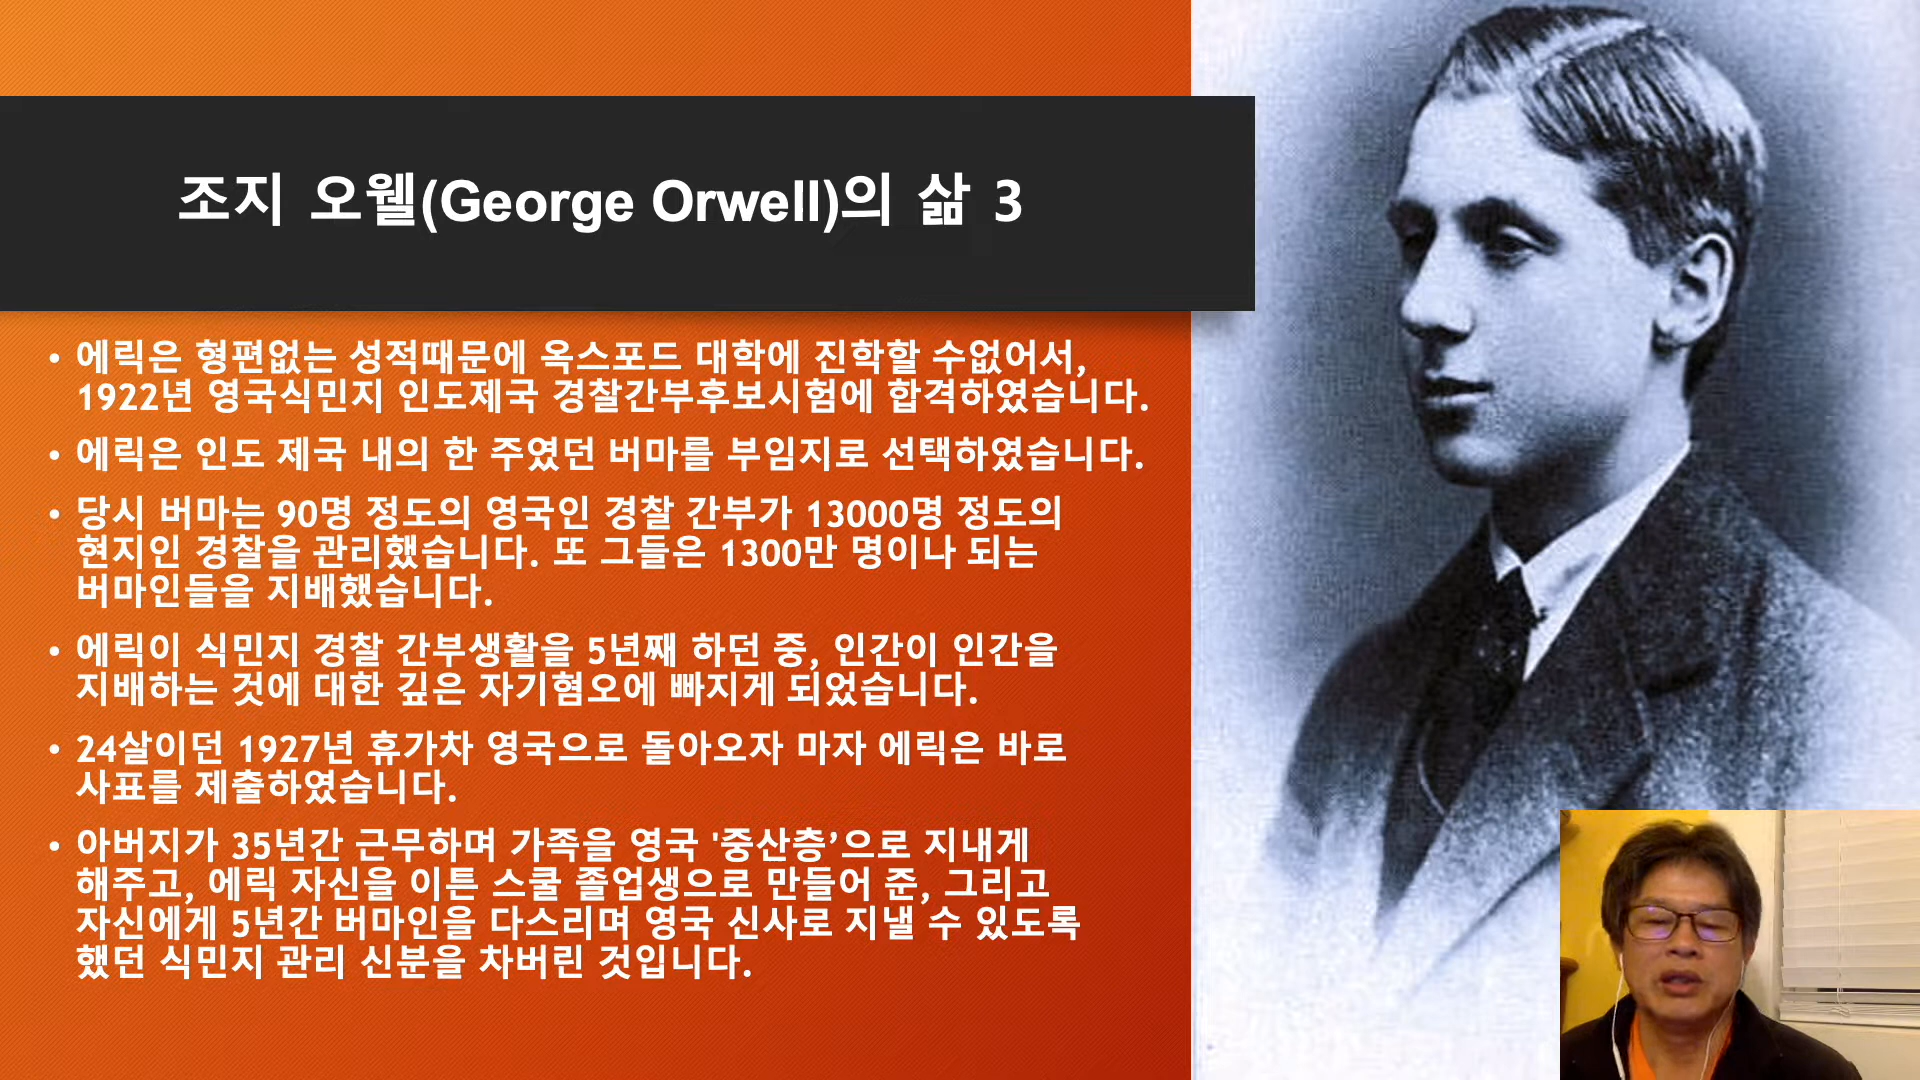 조지 오웰(George Orwell)의 삶 3
• 에릭은 형편없는 성적때문에 옥스포드 대학에 진학할 수없어서,
1922년 영국식민지 인도제국 경찰간부후보시험에 합격하였습니다.
• 에릭은 인도 제국 내의 한 주였던 버마를 부임지로 선택하였습니다.
• 당시 버마는 90명 정도의 영국인 경찰 간부가 13000명 정도의
현지인 경찰을 관리했습니다. 또 그들은 1300만 명이나 되는
버마인들을 지배했습니다.
• 에릭이 식민지 경찰 간부생활을 5년째 하던 중, 인간이 인간을
지배하는 것에 대한 깊은 자기혐오에 빠지게 되었습니다.
• 24살이던 1927년 휴가차 영국으로 돌아오자 마자 에릭은 바로
사표를 제출하였습니다.
• 아버지가 35년간 근무하며 가족을 영국 '중산층’으로 지내게
해주고, 에릭 자신을 이튼 스쿨 졸업생으로 만들어 준, 그리고
자신에게 5년간 버마인을 다스리며 영국 신사로 지낼 수 있도록
했던 식민지 관리 신분을 차버린 것입니다.